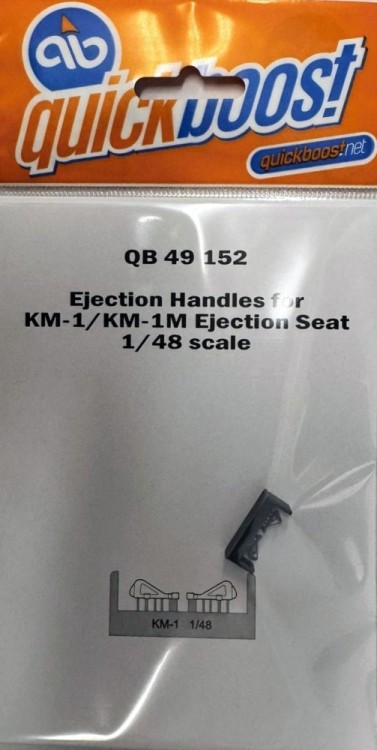 qb
quickboost
quickboost.net
QB 49 152
Ejection Handles for
KM-1/KM-1M Ejection Seat
1/48 scale
KM-1 1/48